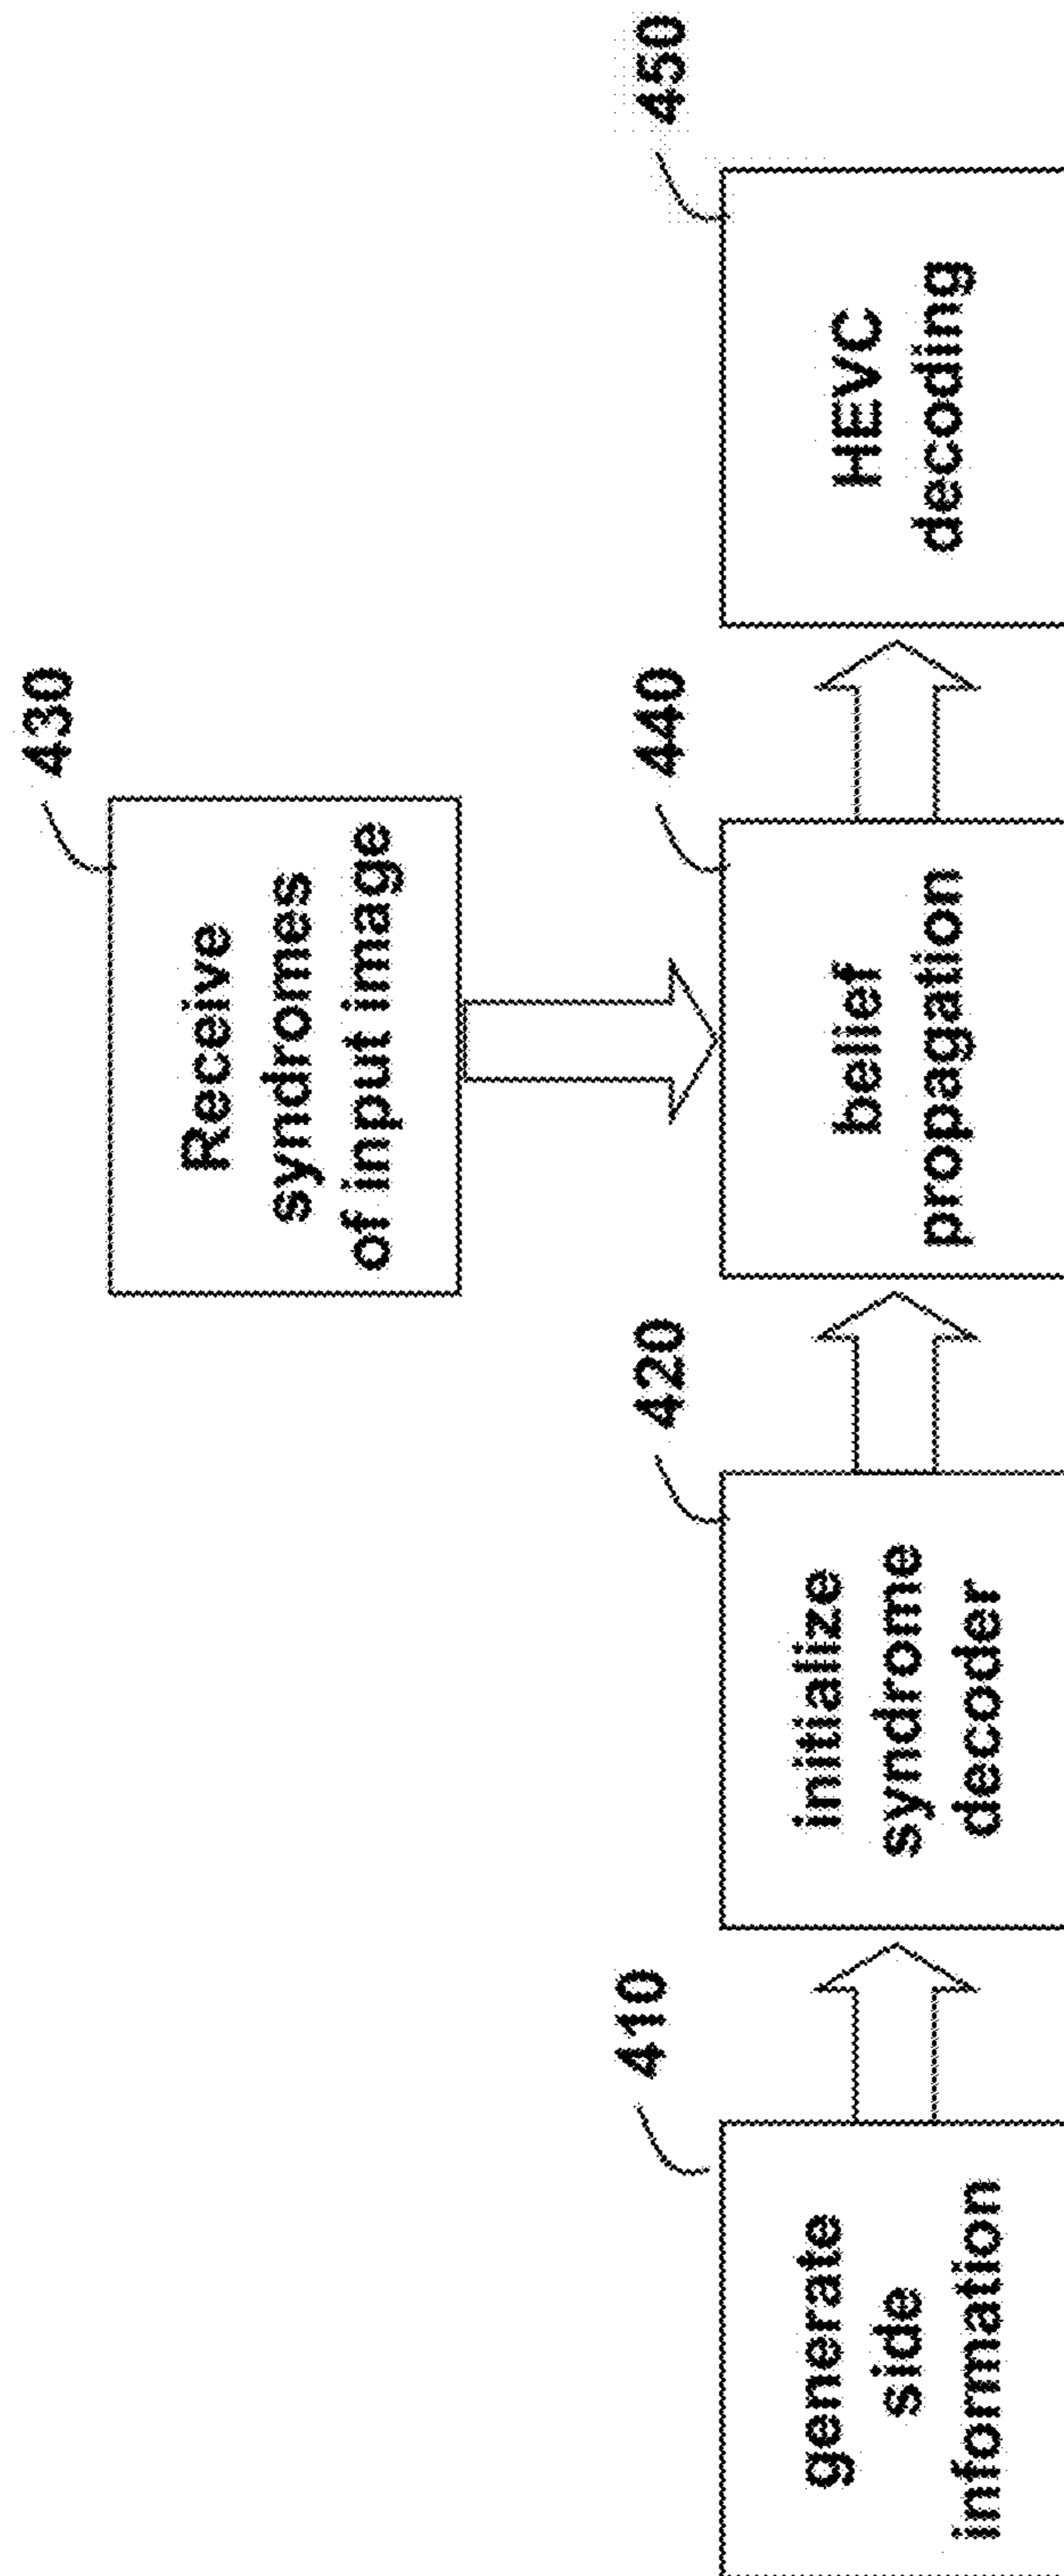 430
Receive
syndromes
of input image
410
generate
side
information
420
initialize
syndrome
decoder
440
belief
propagation
450
HEVC
decoding